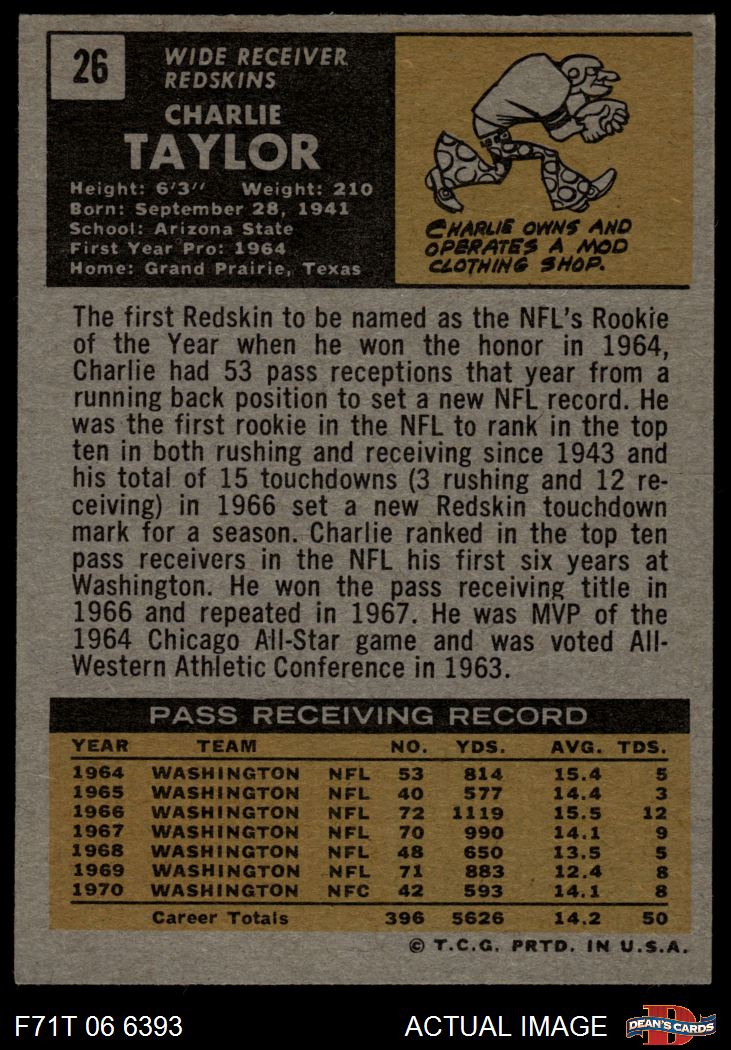 26
WIDE RECEIVER
REDSKINS
CHARLIE
TAYLOR
Height: 6'3" Weight: 210
Born: September 28, 1941
School: Arizona State
First Year Pro: 1964
Home: Grand Prairie, Texas
CHARLIE OWNS AND
OPERATES A MOD
CLOTHING SHOP.
The first Redskin to be named as the NFL's Rookie
of the Year when he won the honor in 1964,
Charlie had 53 pass receptions that year from a
running back position to set a new NFL record. He
was the first rookie in the NFL to rank in the top
ten in both rushing and receiving since 1943 and
his total of 15 touchdowns (3 rushing and 12 re-
ceiving) in 1966 set a new Redskin touchdown
mark for a season. Charlie ranked in the top ten
pass receivers in the NFL his first six years at
Washington. He won the pass receiving title in
1966 and repeated in 1967. He was MVP of the
1964 Chicago All-Star game and was voted All-
Western Athletic Conference in 1963.
PASS RECEIVING RECORD
YEAR TEAM NO. YDS. AVG. TDS.
1964 WASHINGTON NFL 53 814 15.4 5
1965 WASHINGTON NFL 40 577 14.4 3
1966 WASHINGTON NFL 72 1119 15.5 12
1967 WASHINGTON NFL 70 990 14.1 9
1968 WASHINGTON NFL 48 650 13.5 5
1969 WASHINGTON NFL 71 883 12.4 8
1970 WASHINGTON NFC 42 593 14.1 8
Career Totals 396 5626 14.2 50
© T.C.G. PRTD. IN U.S.A.
F71T 06 6393 ACTUAL IMAGE
D
DEAN'S CARDS